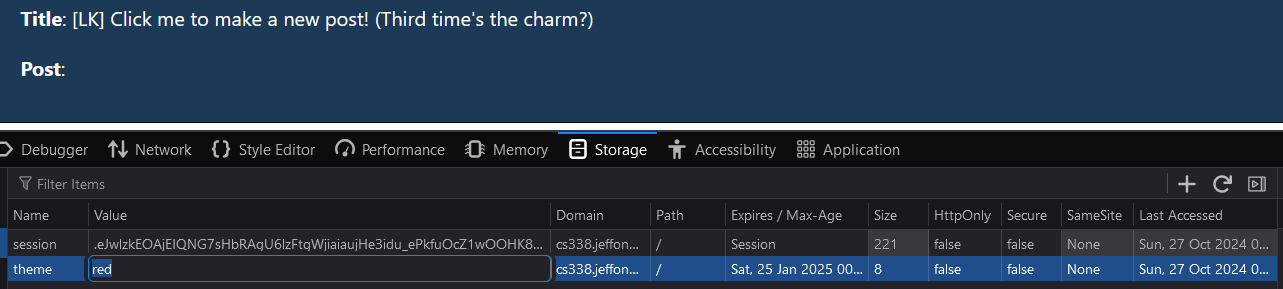 Title: [LK] Click me to make a new post! (Third time's the charm?)
Post:
Debugger Network {} Style Editor Performance Memory Storage Accessibility Application
Filter Items
Name Value Domain Path Expires / Max-Age Size HttpOnly Secure SameSite Last Accessed
session .eJwlzkEOAjEIQNG7sHbRAqU6lzFtgWjiaiaujHe3idu_ePkfuOcZ1wOOHK8... cs338.jeffon... / Session 221 false false None Sun, 27 Oct 2024 0...
theme red cs338.jeffon... / Sat, 25 Jan 2025 00... 8 false false None Sun, 27 Oct 2024 0...